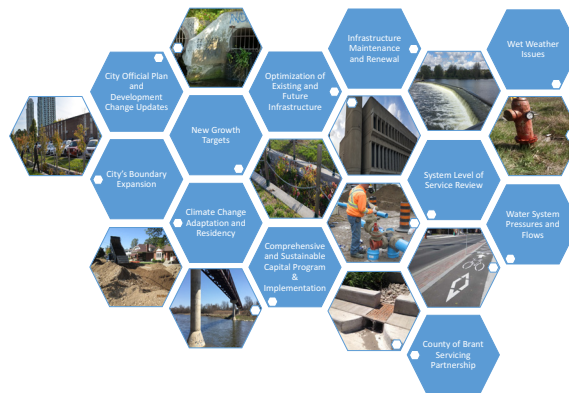 City Official Plan
and
Development
Change Updates
City's Boundary
Expansion
New Growth
Targets
Climate Change
Adaptation and
Residency
Optimization of
Existing and
Future
Infrastructure
Comprehensive
and Sustainable
Capital Program
&
Implementation
Infrastructure
Maintenance
and Renewal
System Level of
Service Review
County of Brant
Servicing
Partnership
Wet Weather
Issues
Water System
Pressures and
Flows